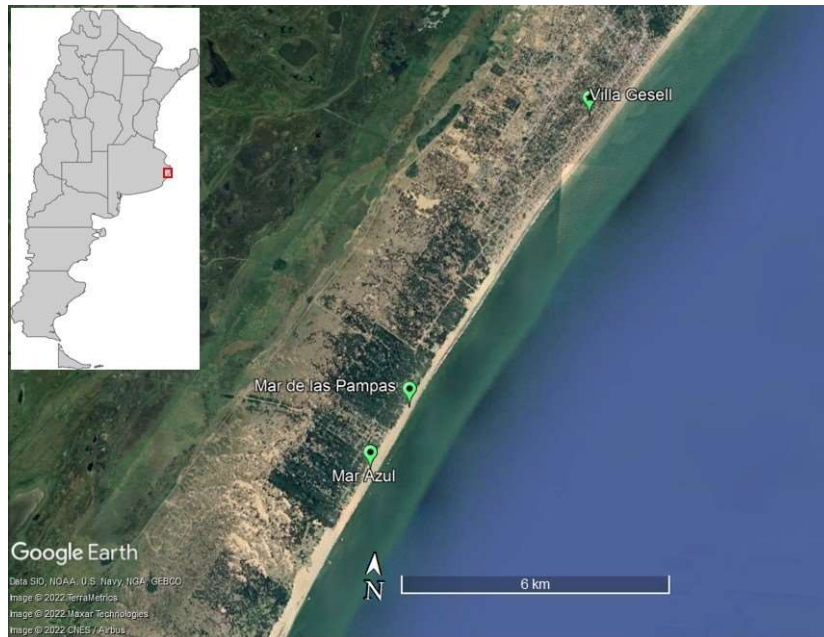 Villa Gesell
Mar de las Pampas
Mar Azul
Google Earth
N
6 km
Data SIO, NOAA, U.S. Navy, NGA, GEBCO
Image © 2022 TerraMetrics
Image © 2022 Maxar Technologies
Image © 2022 CNES / Airbus